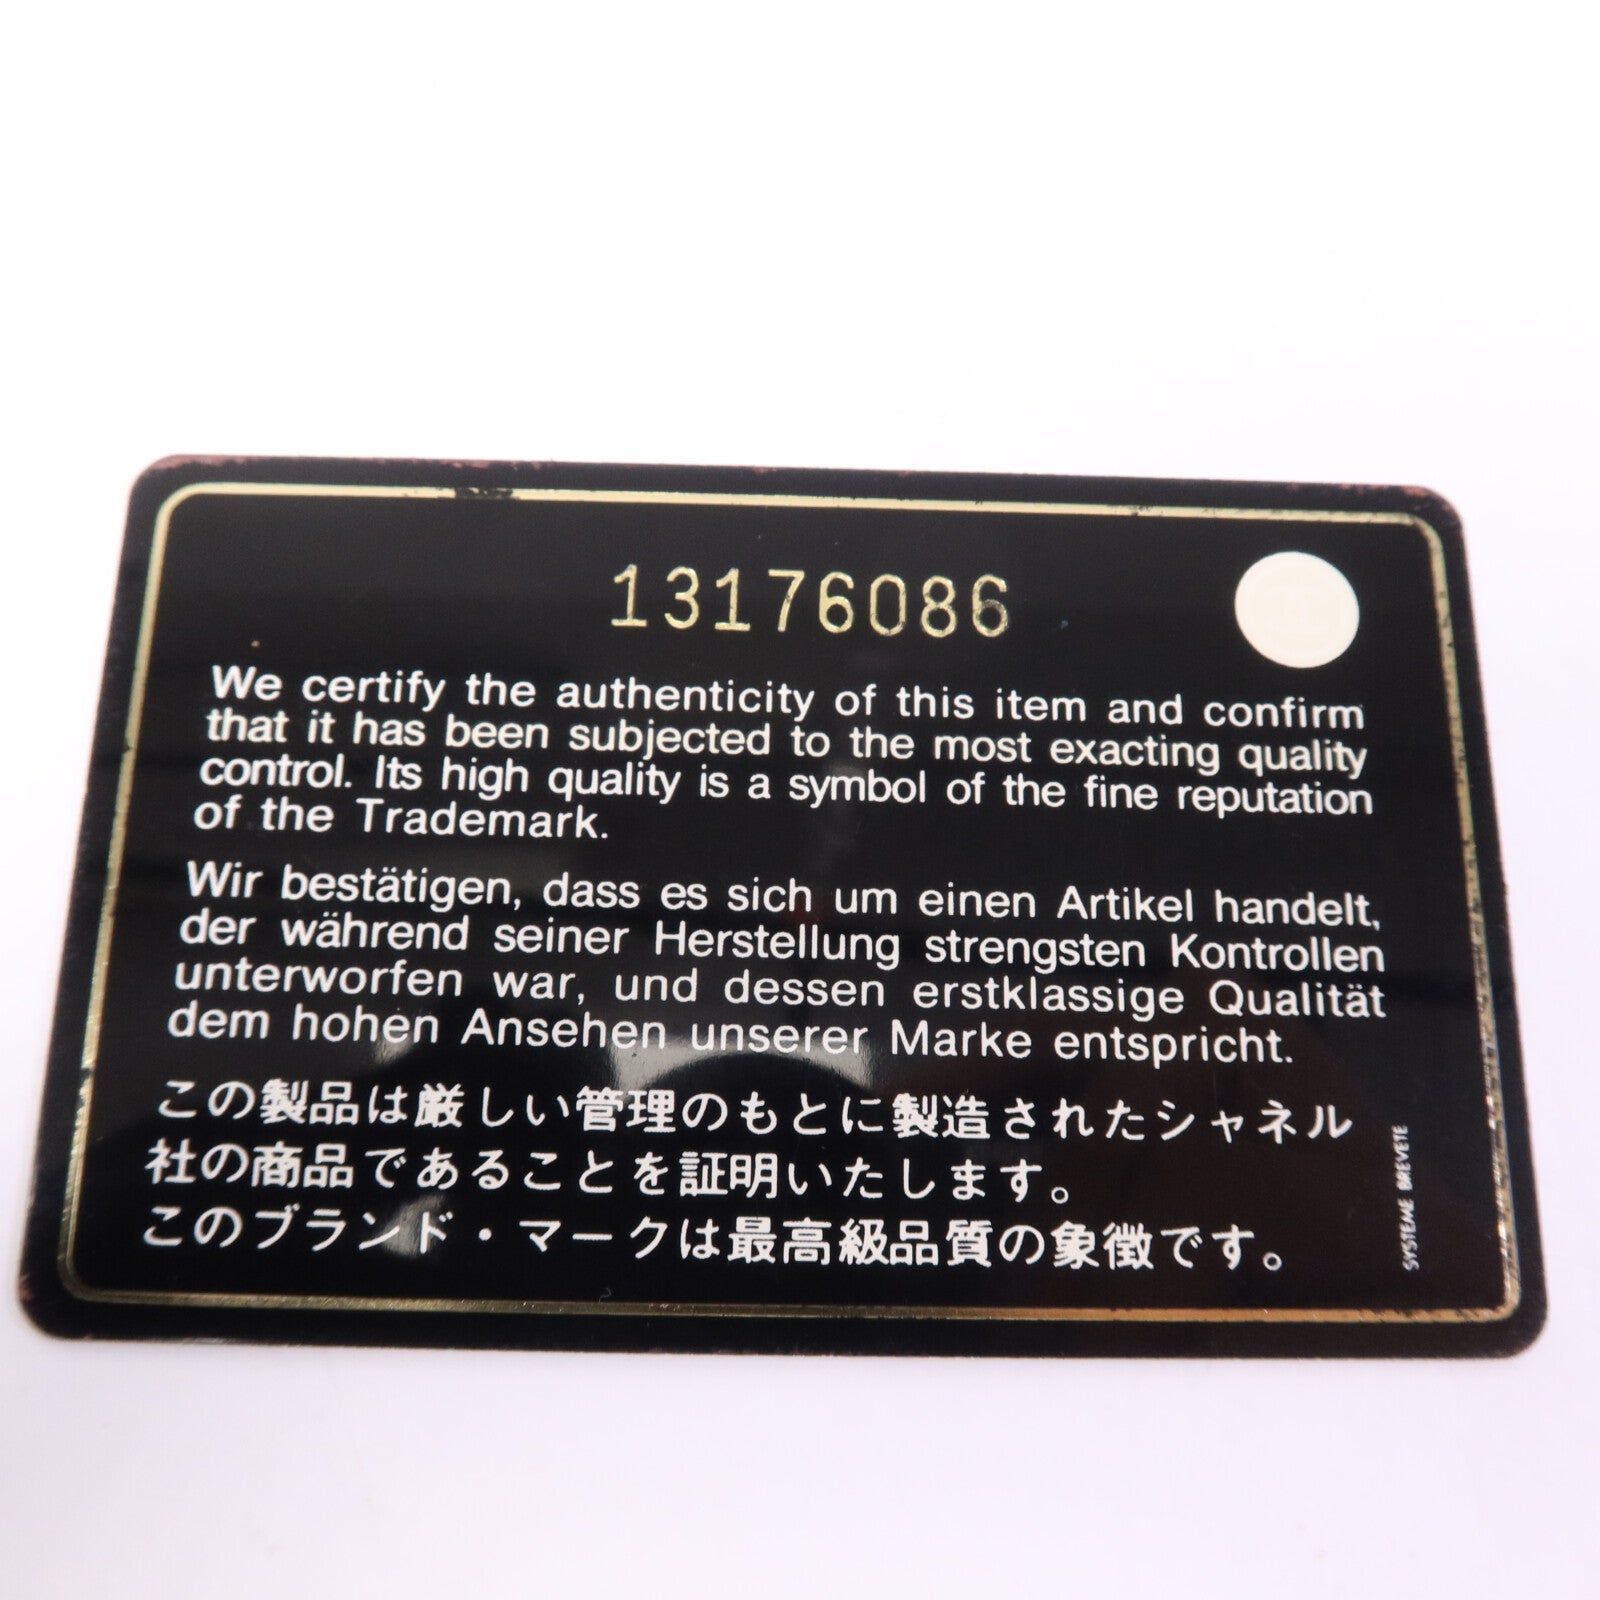 13176086
We certify the authenticity of this item and confirm
that it has been subjected to the most exacting quality
control. Its high quality is a symbol of the fine reputation
of the Trademark.
Wir bestätigen, dass es sich um einen Artikel handelt,
der während seiner Herstellung strengsten Kontrollen
unterworfen war, und dessen erstklassige Qualität
dem hohen Ansehen unserer Marke entspricht.
この製品は厳しい管理のもとに製造されたシャネル
社の商品であることを証明いたします。
このブランド・マークは最高級品質の象徴です。
SYSTEME BREVETE